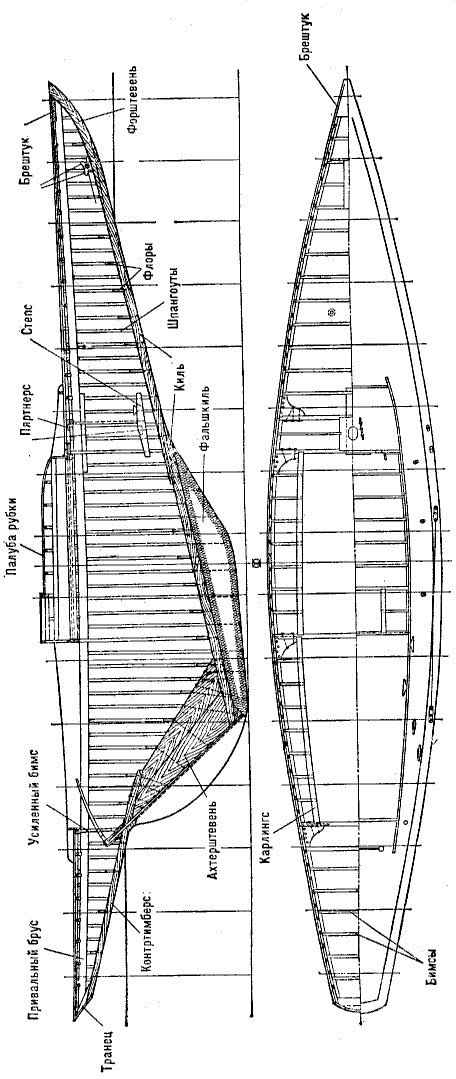 Транец
Привальный брус
Контртимберс
Усиленный бимс
Ахтерштевень
Палуба рубки
Пяртнерс
Степс
Фальшкиль
Киль
Шпангоуты
Флоры
Брештук
Форштевень
Бимсы
Карлингс
Брештук